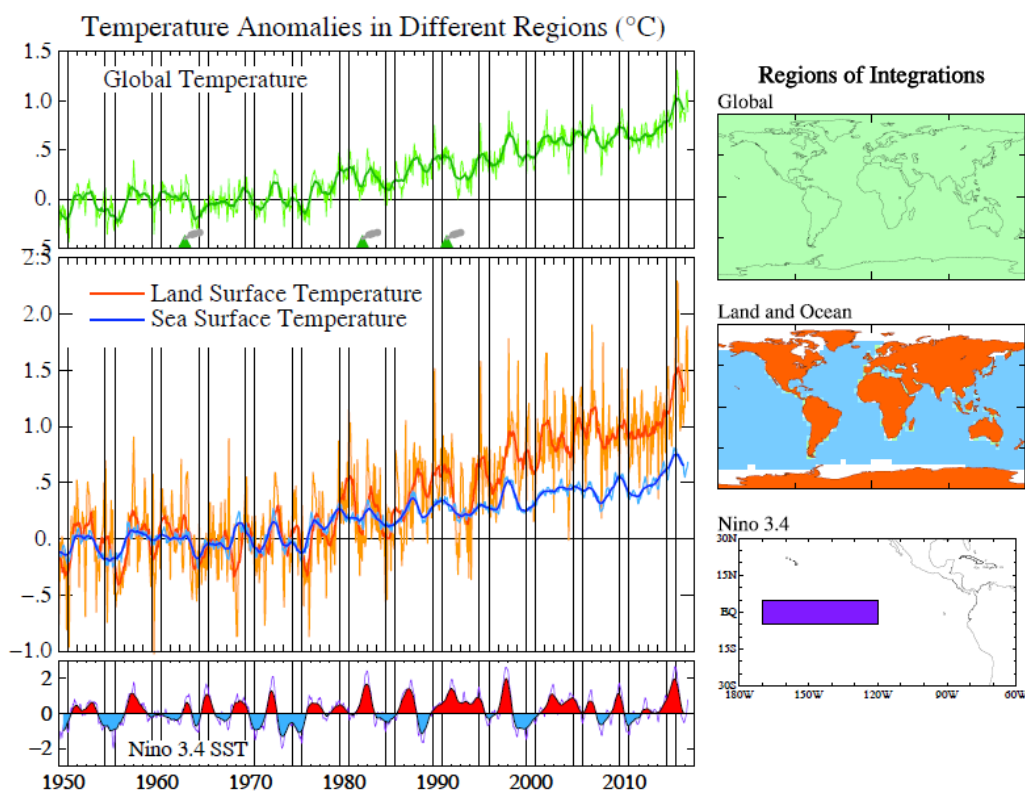 Temperature Anomalies in Different Regions (°C)
1.5
Global Temperature
1.0
.5
0.
Regions of Integrations
Global
2.5
Land Surface Temperature
Sea Surface Temperature
2.0
1.5
1.0
.5
0.
-.5
-1.0
Land and Ocean
Nino 3.4
30N
15N
EQ
15S
30S
180W 150W 120W 90W 60W
2
0
-2
Nino 3.4 SST
1950 1960 1970 1980 1990 2000 2010